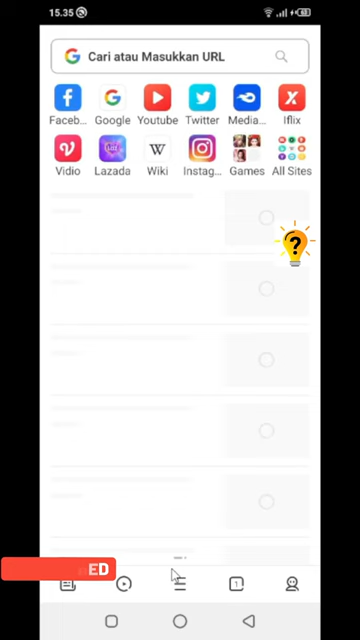 15.35
68
Cari atau Masukkan URL
Faceb... Google Youtube Twitter Media... Iflix
Vidio Lazada Wiki Instag... Games All Sites
?
ED
1